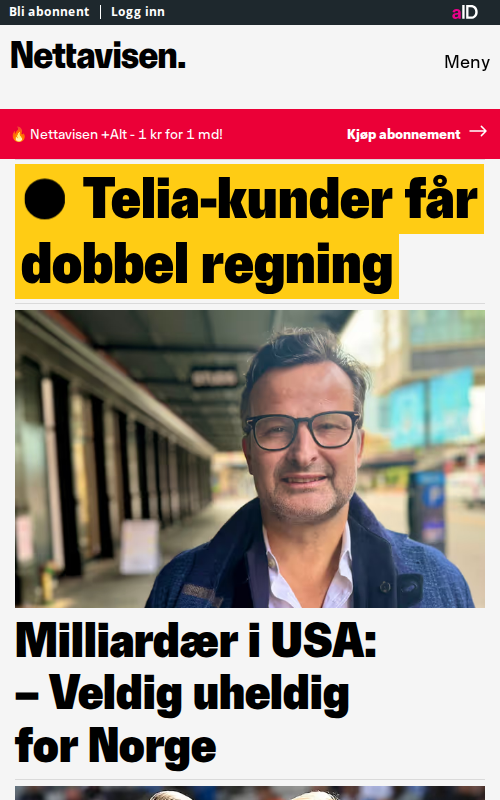 Bli abonnent
Logg inn
aID
Nettavisen.
Meny
🔥 Nettavisen +Alt - 1 kr for 1 md!
Kjøp abonnement →
● Telia-kunder får
dobbel regning
Milliardær i USA:
– Veldig uheldig
for Norge